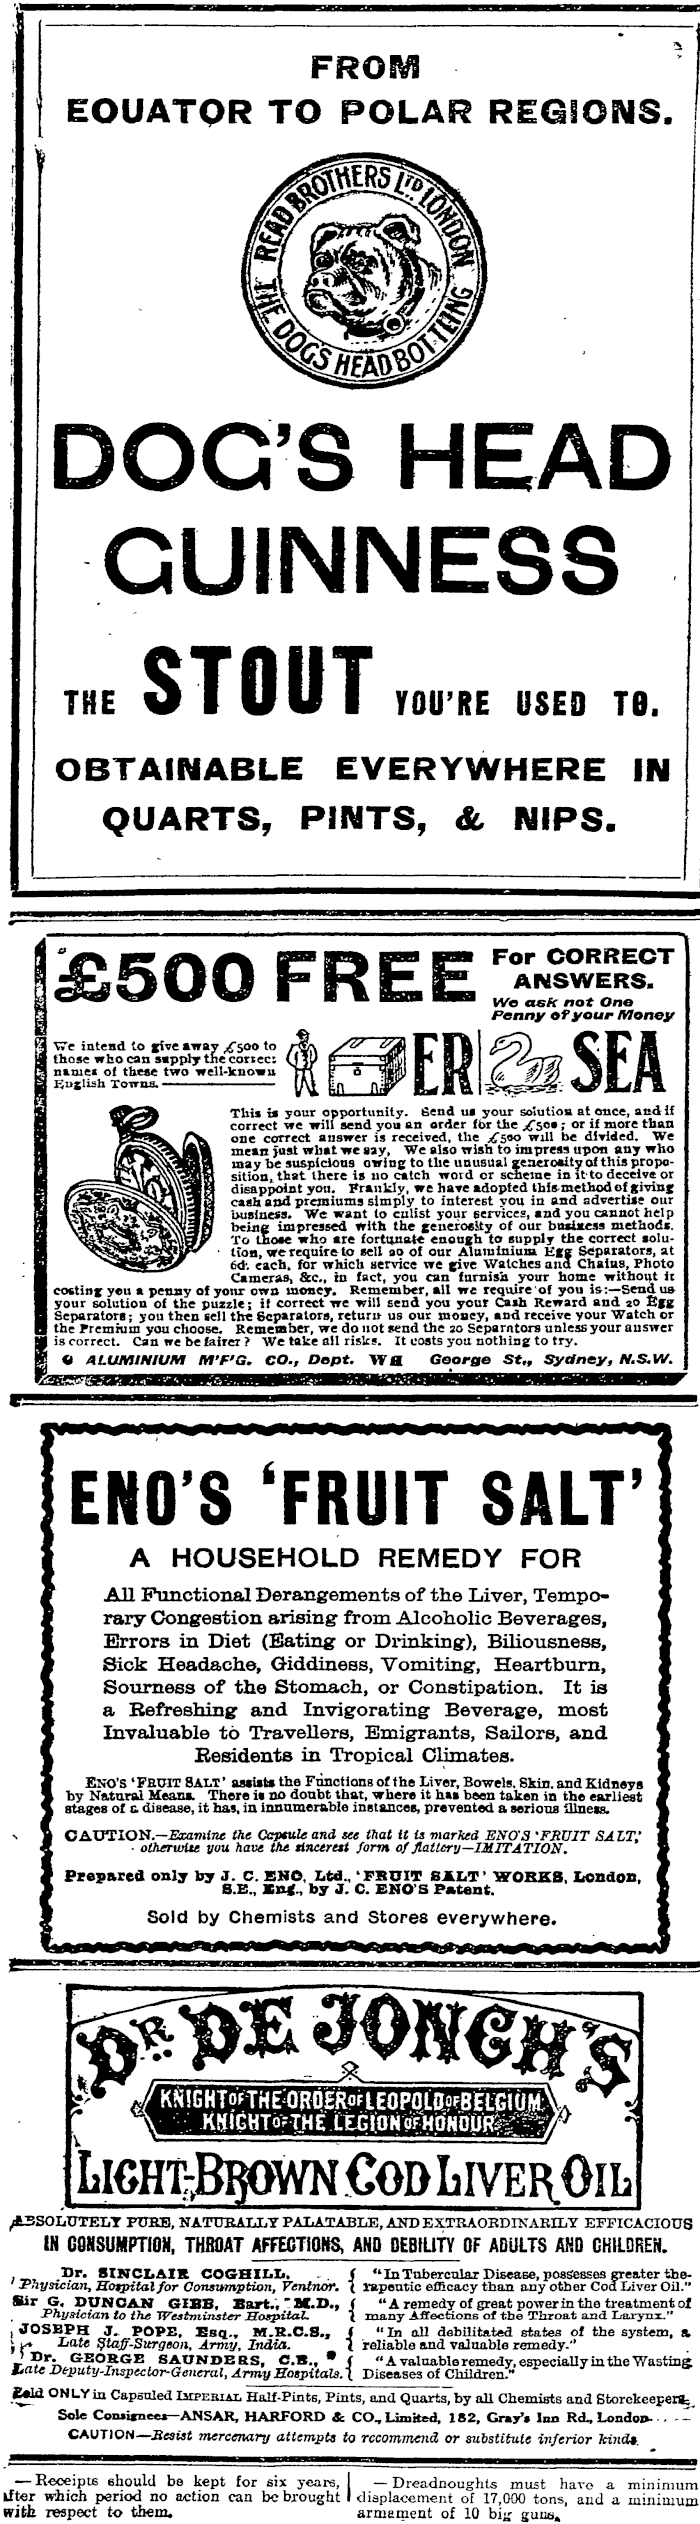 FROM
EQUATOR TO POLAR REGIONS.
READ BROTHERS LTD. LONDON
THE DOGS HEAD BOTTLING
DOG'S HEAD
GUINNESS
THE STOUT YOU'RE USED TO.
OBTAINABLE EVERYWHERE IN
QUARTS, PINTS, & NIPS.
£500 FREE
For CORRECT
ANSWERS.
We ask not One
Penny of your Money
We intend to give away £500 to
those who can supply the correct
names of these two well-known
English Towns.
ER SEA
This is your opportunity. Send us your solution at once, and if
correct we will send you an order for the £500; or if more than
one correct answer is received, the £500 will be divided. We
mean just what we say, We also wish to impress upon any who
may be suspicious owing to the unusual generosity of this propo-
sition, that there is no catch word or scheme in it to deceive or
disappoint you. Frankly, we have adopted this method of giving
cash and premiums simply to interest you in and advertise our
business. We want to enlist your services, and you cannot help
being impressed with the generosity of our business methods.
To those who are fortunate enough to supply the correct solu-
tion, we require to sell 20 of our Aluminium Egg Separators, at
6d. each, for which service we give Watches and Chains, Photo
Cameras, &c., in fact, you can furnish your home without it
costing you a penny of your own money. Remember, all we require of you is:—Send us
your solution of the puzzle; if correct we will send you your Cash Reward and 20 Egg
Separators; you then sell the Separators, return us our money, and receive your Watch or
the Premium you choose. Remember, we do not send the 20 Separators unless your answer
is correct. Can we be fairer? We take all risks. It costs you nothing to try.
ALUMINIUM M'F'G. CO., Dept. WH George St., Sydney, N.S.W.
ENO'S 'FRUIT SALT'
A HOUSEHOLD REMEDY FOR
All Functional Derangements of the Liver, Tempo-
rary Congestion arising from Alcoholic Beverages,
Errors in Diet (Eating or Drinking), Biliousness,
Sick Headache, Giddiness, Vomiting, Heartburn,
Sourness of the Stomach, or Constipation. It is
a Refreshing and Invigorating Beverage, most
Invaluable to Travellers, Emigrants, Sailors, and
Residents in Tropical Climates.
ENO'S 'FRUIT SALT' assists the Functions of the Liver, Bowels, Skin, and Kidneys
by Natural Means. There is no doubt that, where it has been taken in the earliest
stages of a disease, it has, in innumerable instances, prevented a serious illness.
CAUTION.—Examine the Capsule and see that it is marked ENO'S 'FRUIT SALT,'
otherwise you have the sincerest form of flattery—IMITATION.
Prepared only by J. C. ENO, Ltd., 'FRUIT SALT' WORKS, London,
S.E., Eng., by J. C. ENO'S Patent.
Sold by Chemists and Stores everywhere.
DR. DE JONGH'S
KNIGHT OF THE ORDER OF LEOPOLD OF BELGIUM
KNIGHT OF THE LEGION OF HONOUR
LIGHT-BROWN COD LIVER OIL
ABSOLUTELY PURE, NATURALLY PALATABLE, AND EXTRAORDINARILY EFFICACIOUS
IN CONSUMPTION, THROAT AFFECTIONS, AND DEBILITY OF ADULTS AND CHILDREN.
Dr. SINCLAIR COGHILL,
Physician, Hospital for Consumption, Ventnor.
"In Tubercular Disease, possesses greater the-
rapeutic efficacy than any other Cod Liver Oil."
Sir G. DUNCAN GIBB, Bart., M.D.,
Physician to the Westminster Hospital.
"A remedy of great power in the treatment of
many Affections of the Throat and Larynx."
JOSEPH J. POPE, Esq., M.R.C.S.,
Late Staff-Surgeon, Army, India.
"In all debilitated states of the system, a
reliable and valuable remedy."
Dr. GEORGE SAUNDERS, C.B.,
Late Deputy-Inspector-General, Army Hospitals.
"A valuable remedy, especially in the Wasting
Diseases of Children."
Sold ONLY in Capsuled IMPERIAL Half-Pints, Pints, and Quarts, by all Chemists and Storekeepers.
Sole Consignees—ANSAR, HARFORD & CO., Limited, 182, Gray's Inn Rd., London
CAUTION—Resist mercenary attempts to recommend or substitute inferior kinds.
— Receipts should be kept for six years,
after which period no action can be brought
with respect to them.
— Dreadnoughts must have a minimum
displacement of 17,000 tons, and a minimum
armament of 10 big guns.